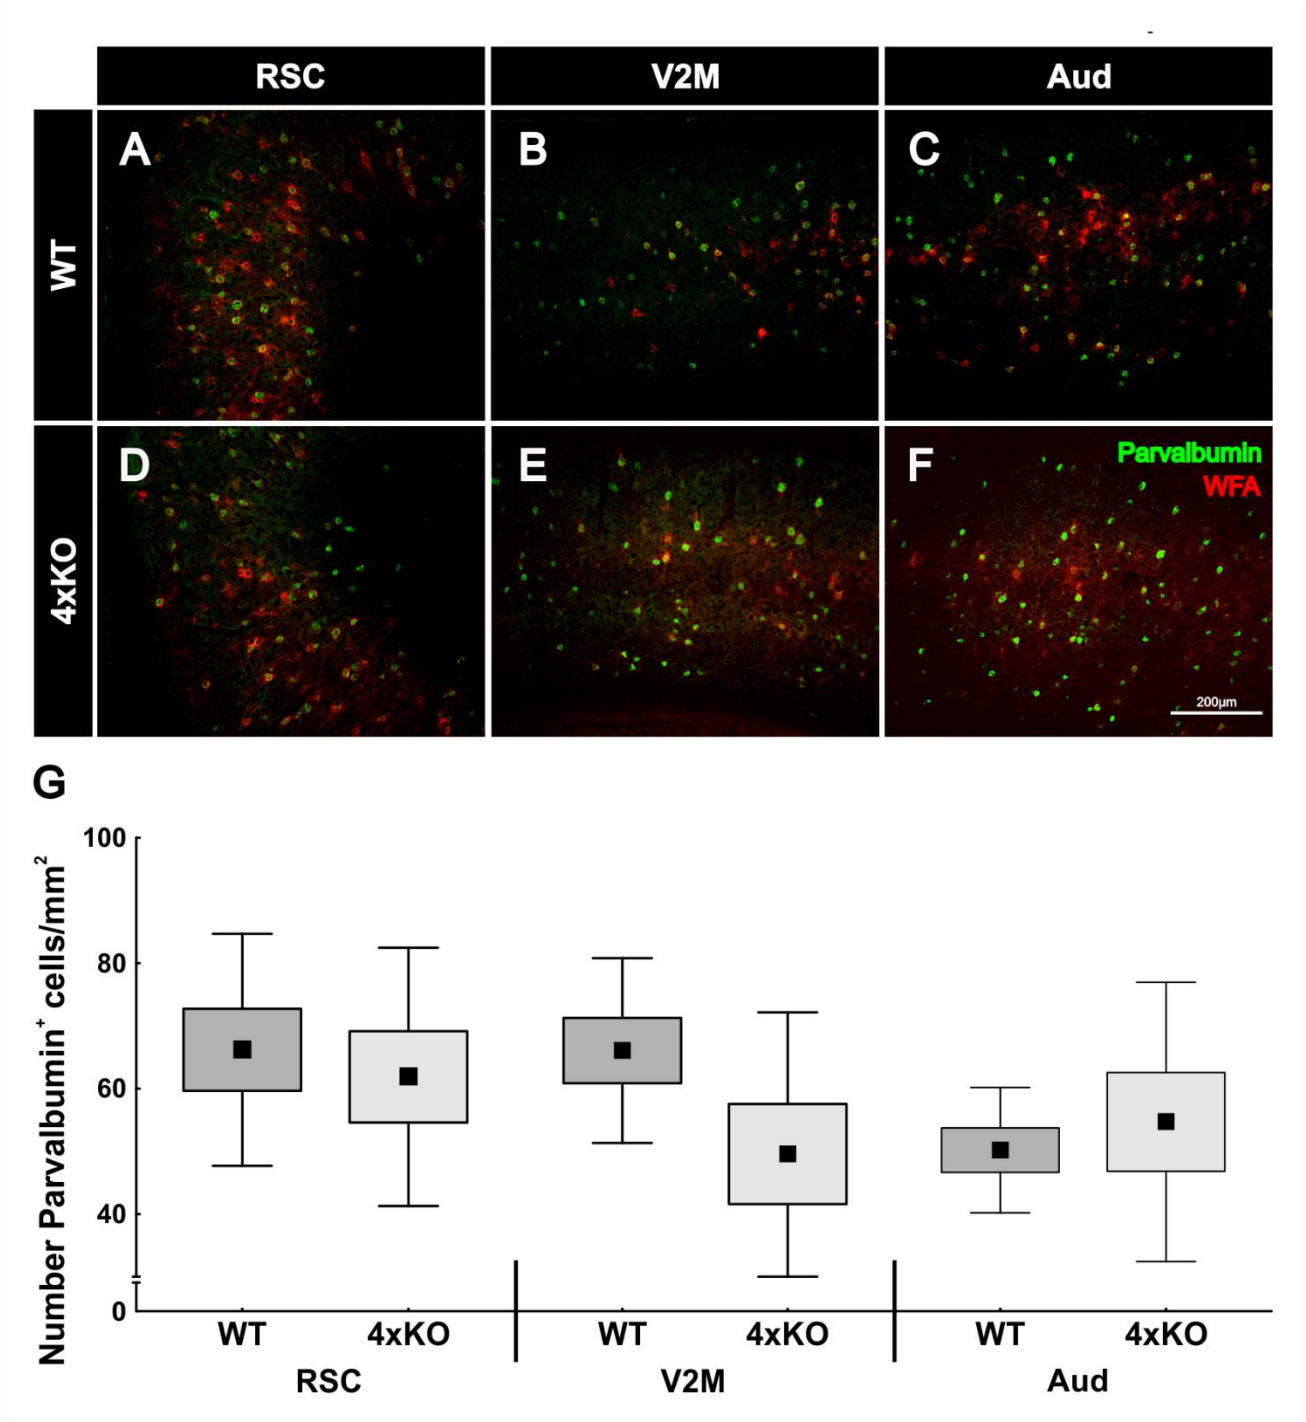 RSC V2M Aud
WT
A B C
4xKO
D E F
Parvalbumin
WFA
200µm
G
Number Parvalbumin⁺ cells/mm²
100
80
60
40
0
WT 4xKO WT 4xKO WT 4xKO
RSC V2M Aud